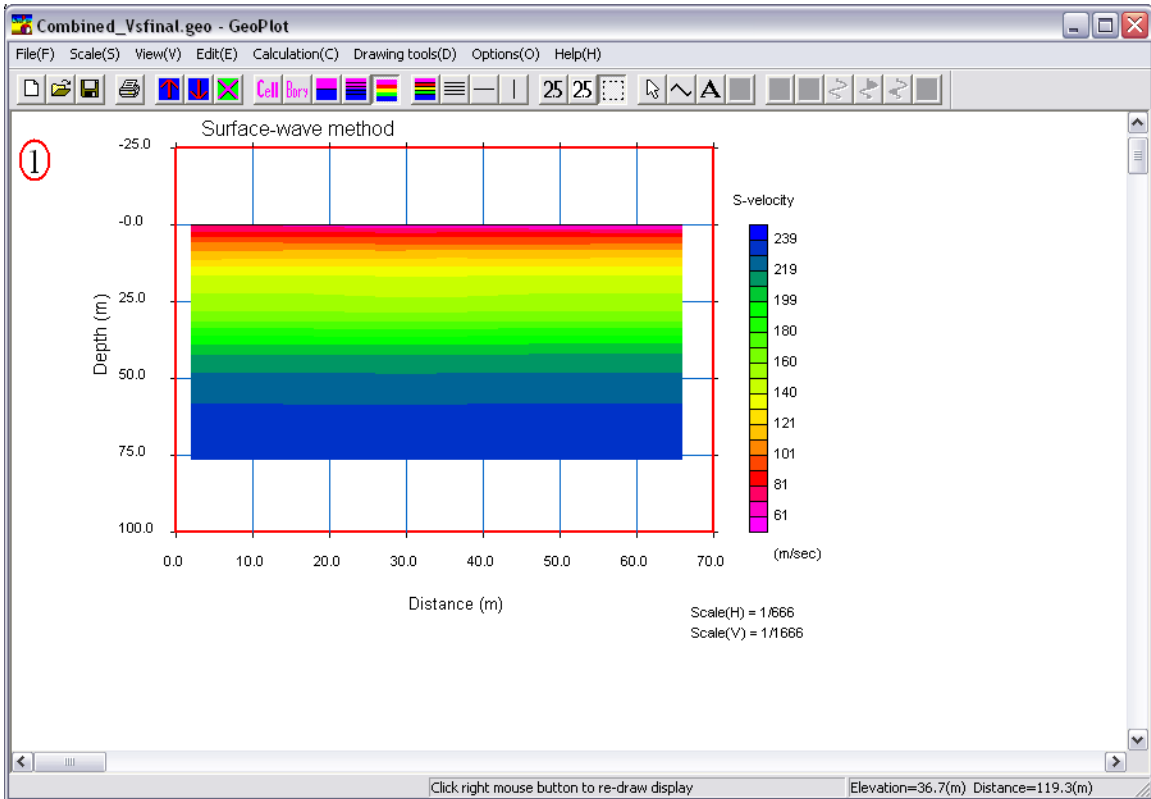 Combined_Vsfinal.geo - GeoPlot
File(F) Scale(S) View(V) Edit(E) Calculation(C) Drawing tools(D) Options(O) Help(H)
Cell Bory 25 25 A
1
Surface-wave method
-25.0
-0.0
25.0
50.0
75.0
100.0
Depth (m)
0.0 10.0 20.0 30.0 40.0 50.0 60.0 70.0
Distance (m)
S-velocity
239
219
199
180
160
140
121
101
81
61
(m/sec)
Scale(H) = 1/666
Scale(V) = 1/1666
Click right mouse button to re-draw display Elevation=36.7(m) Distance=119.3(m)